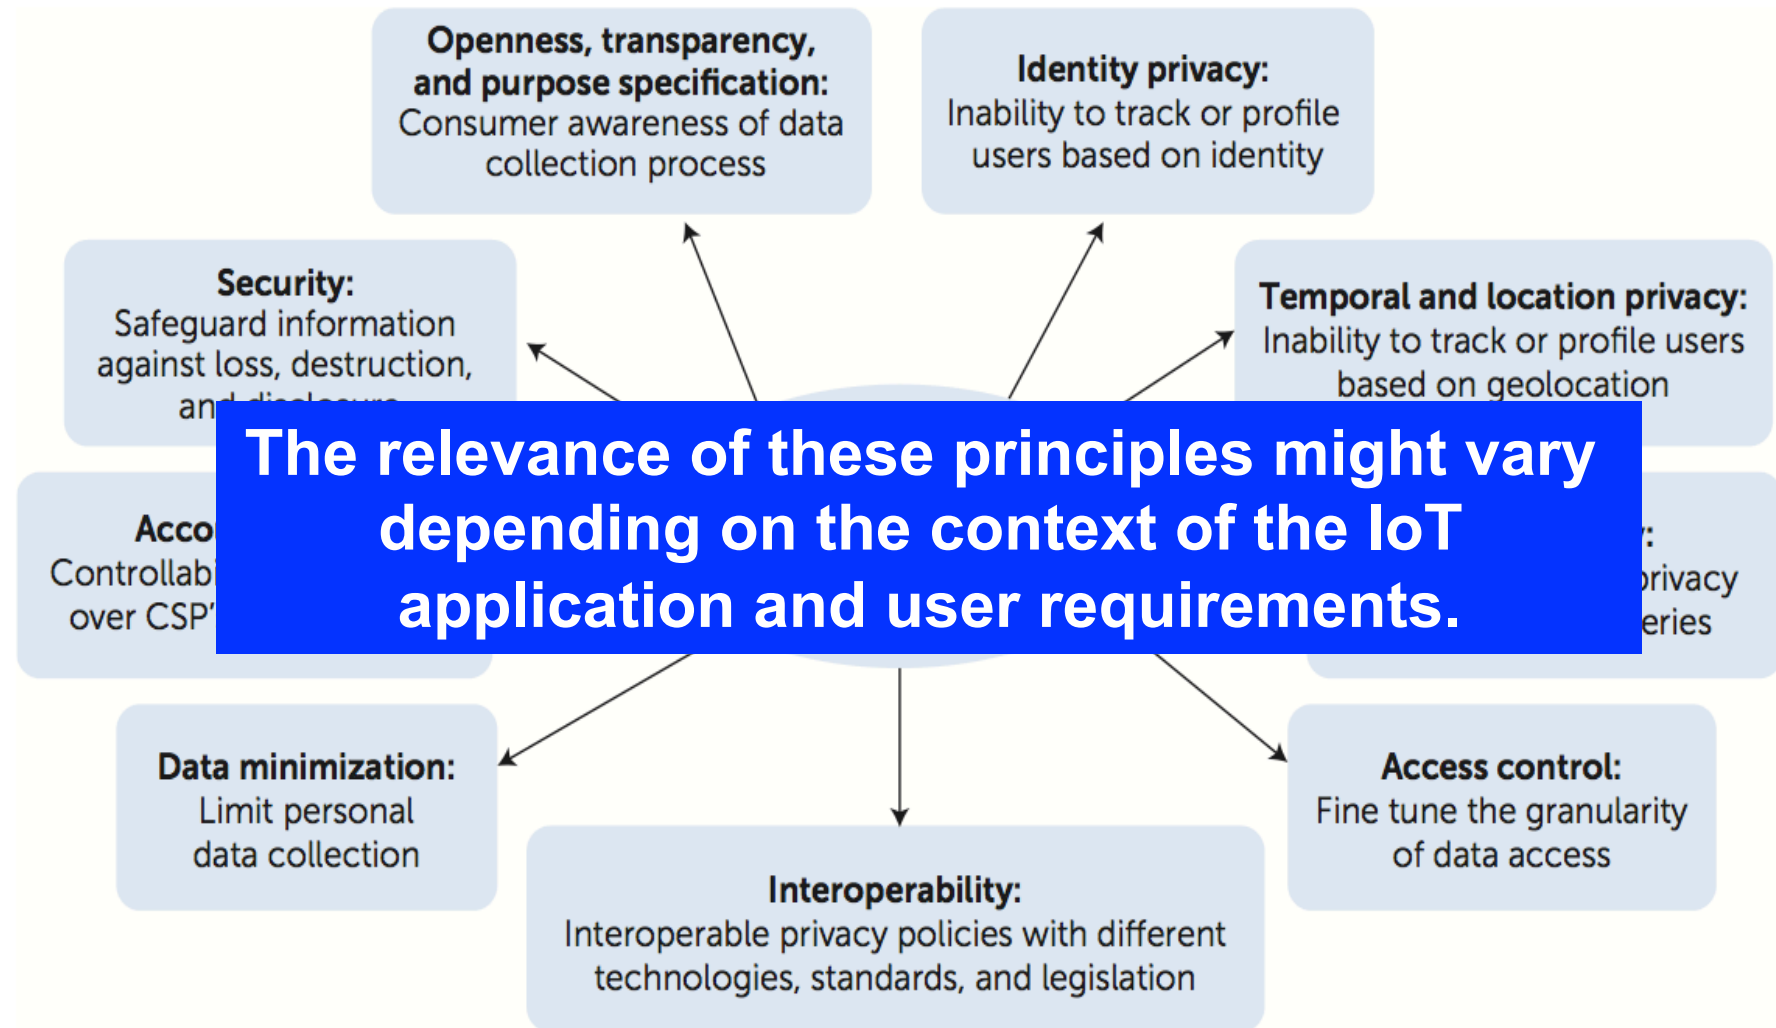 Openness, transparency,
and purpose specification:
Consumer awareness of data
collection process
Identity privacy:
Inability to track or profile
users based on identity
Security:
Safeguard information
against loss, destruction,
and disclosure
Temporal and location privacy:
Inability to track or profile users
based on geolocation
The relevance of these principles might vary
depending on the context of the IoT
application and user requirements.
over
privacy
Data minimization:
Limit personal
data collection
Access control:
Fine tune the granularity
of data access
Interoperability:
Interoperable privacy policies with different
technologies, standards, and legislation